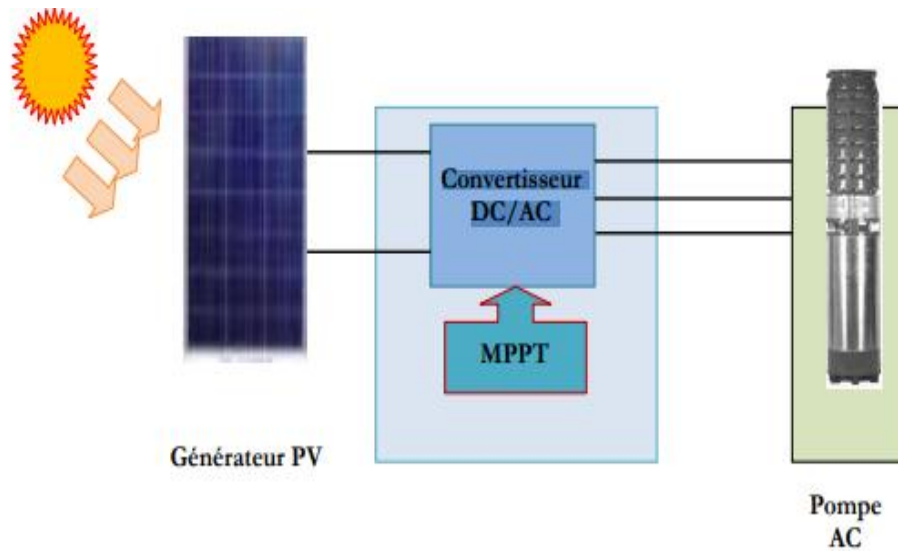 Convertisseur
DC/AC
MPPT
Générateur PV
Pompe
AC